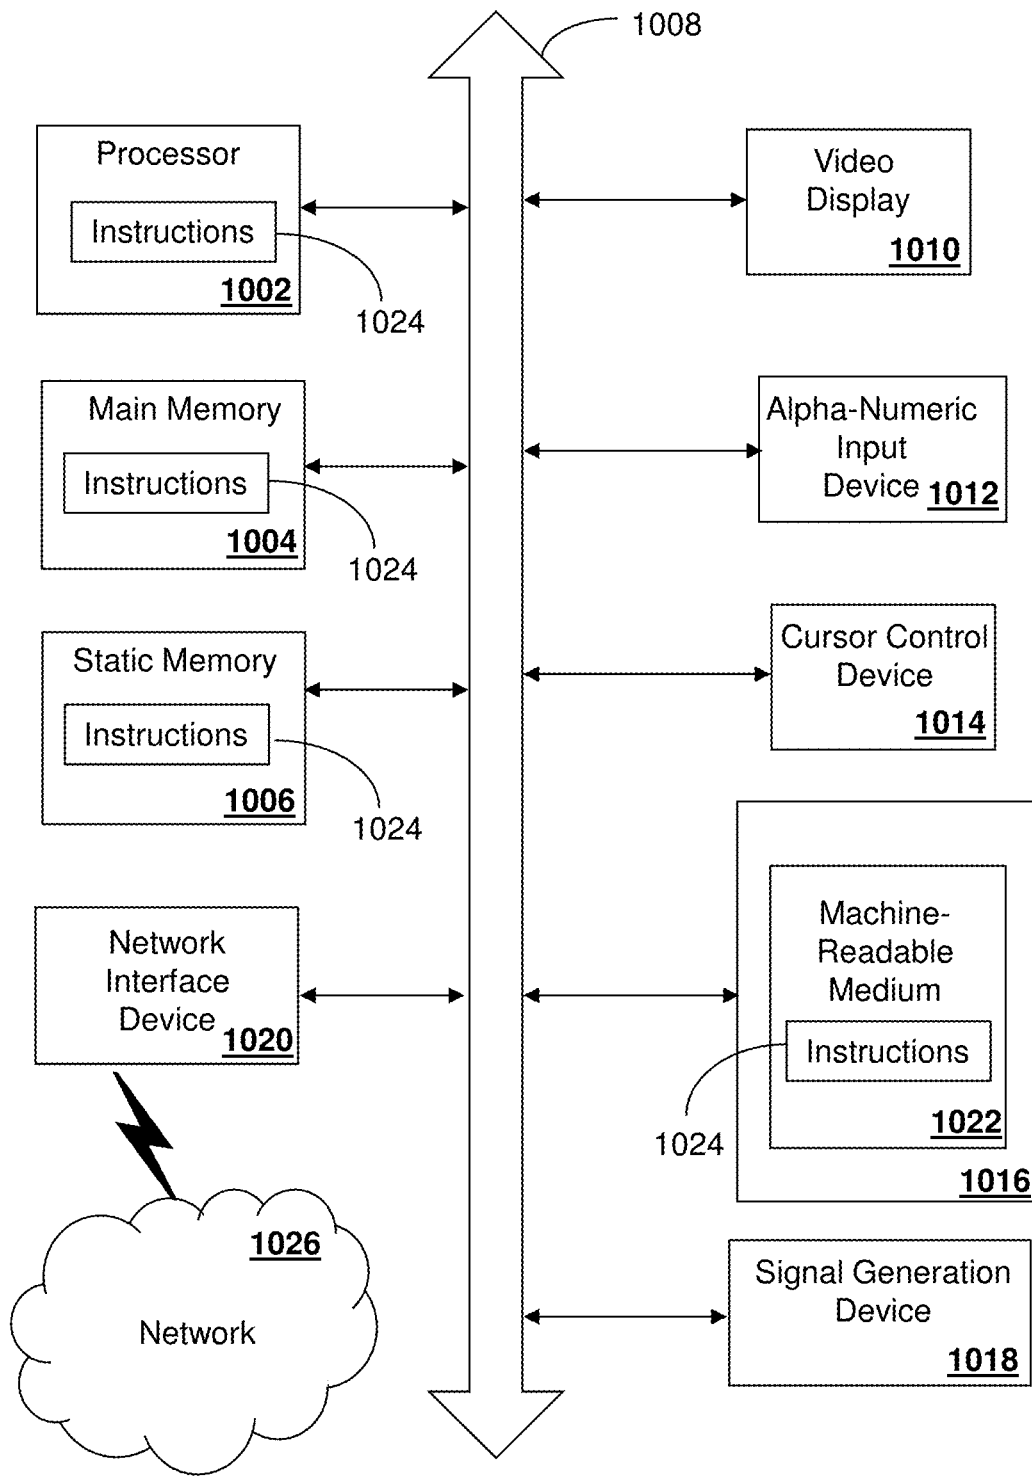 1008
Processor
Instructions
1002
1024
Main Memory
Instructions
1004
1024
Static Memory
Instructions
1006
1024
Network
Interface
Device
1020
1026
Network
Video
Display
1010
Alpha-Numeric
Input
Device 1012
Cursor Control
Device
1014
Machine-
Readable
Medium
Instructions
1022
1024
1016
Signal Generation
Device
1018